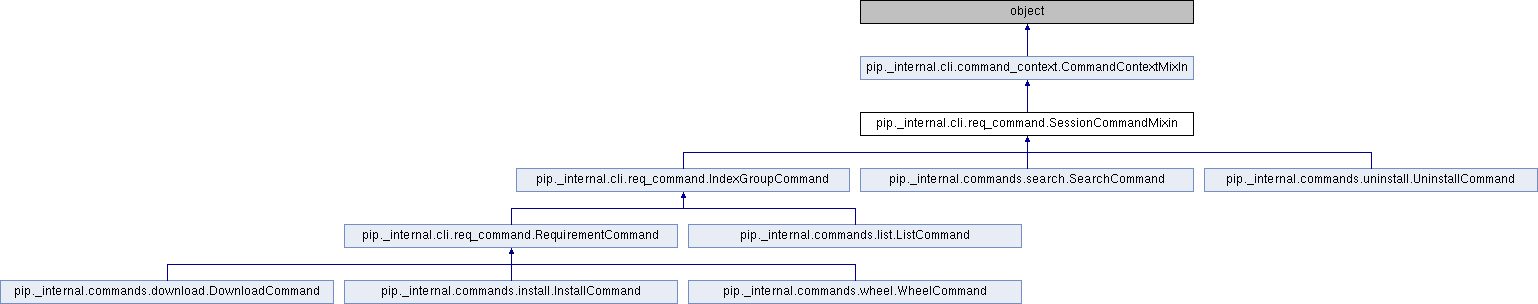 object
pip._internal.cli.command_context.CommandContextMixIn
pip._internal.cli.req_command.SessionCommandMixin
pip._internal.cli.req_command.IndexGroupCommand
pip._internal.commands.search.SearchCommand
pip._internal.commands.uninstall.UninstallCommand
pip._internal.cli.req_command.RequirementCommand
pip._internal.commands.list.ListCommand
pip._internal.commands.download.DownloadCommand
pip._internal.commands.install.InstallCommand
pip._internal.commands.wheel.WheelCommand